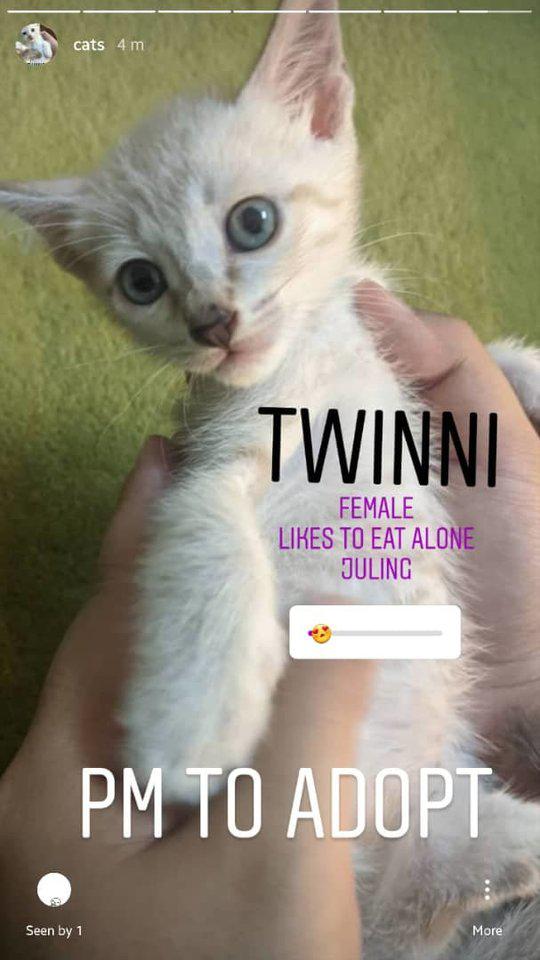 cats 4 m
TWINNI
FEMALE
LIKES TO EAT ALONE
JULING
PM TO ADOPT
Seen by 1
More